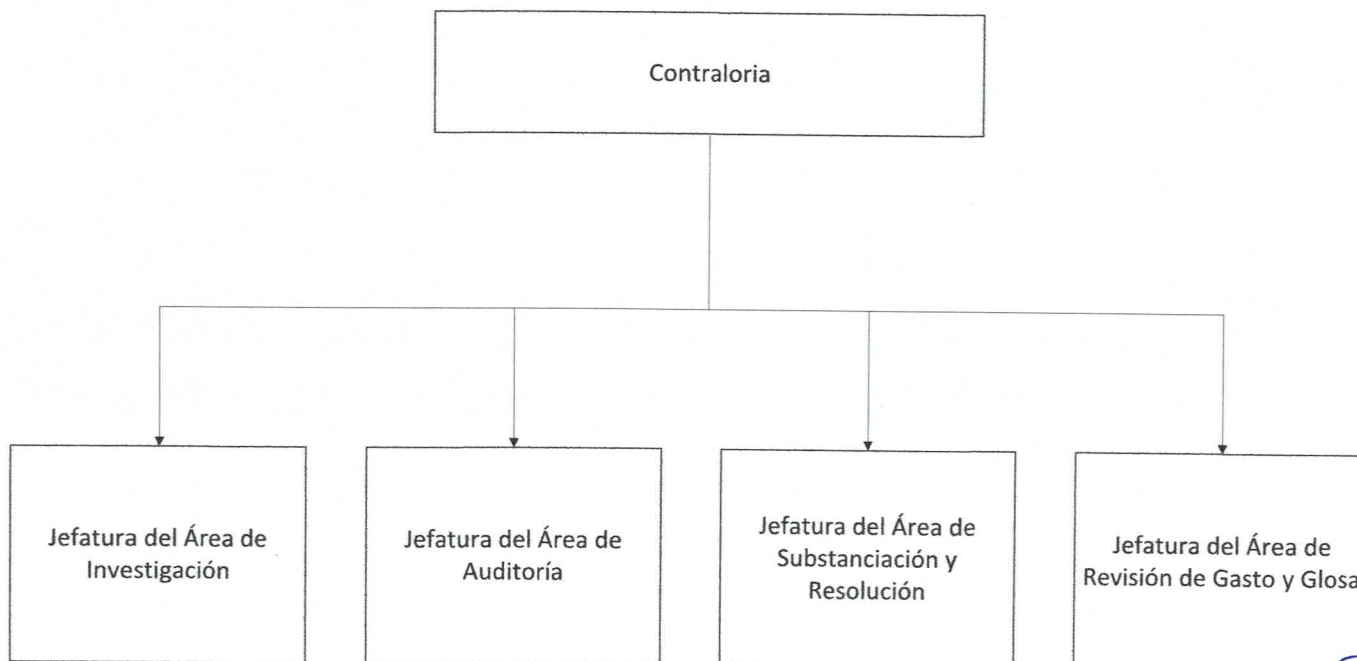 Contraloria
Jefatura del Área de
Investigación
Jefatura del Área de
Auditoría
Jefatura del Área de
Substanciación y
Resolución
Jefatura del Área de
Revisión de Gasto y Glosa